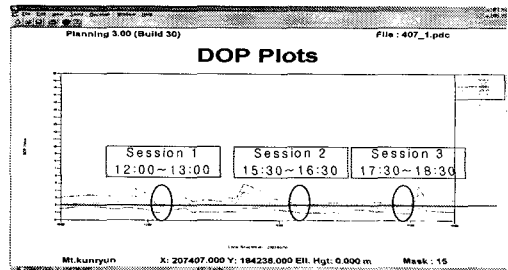 Planning 3.00 (Build 30)
File : 407_1.pdc
DOP Plots
Session 1
12:00~13:00
Session 2
15:30~16:30
Session 3
17:30~18:30
Mt.kunryun
X: 207407.000 Y: 184238.000 Ell. Hgt: 0.000 m
Mask : 15